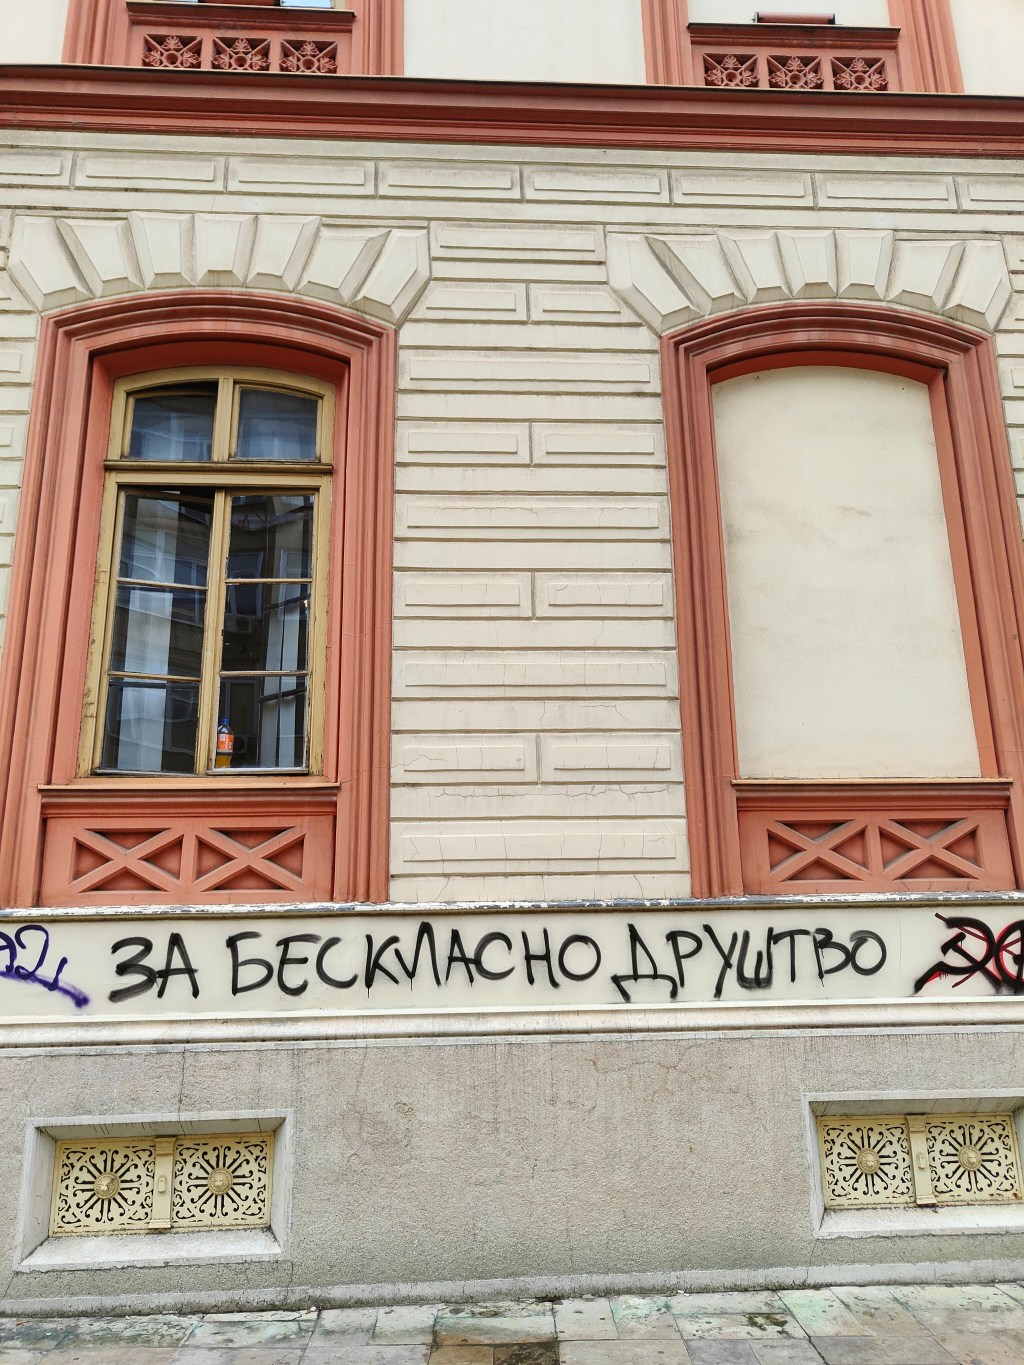 ЗА БЕСКЛАСНО ДРУШТВО